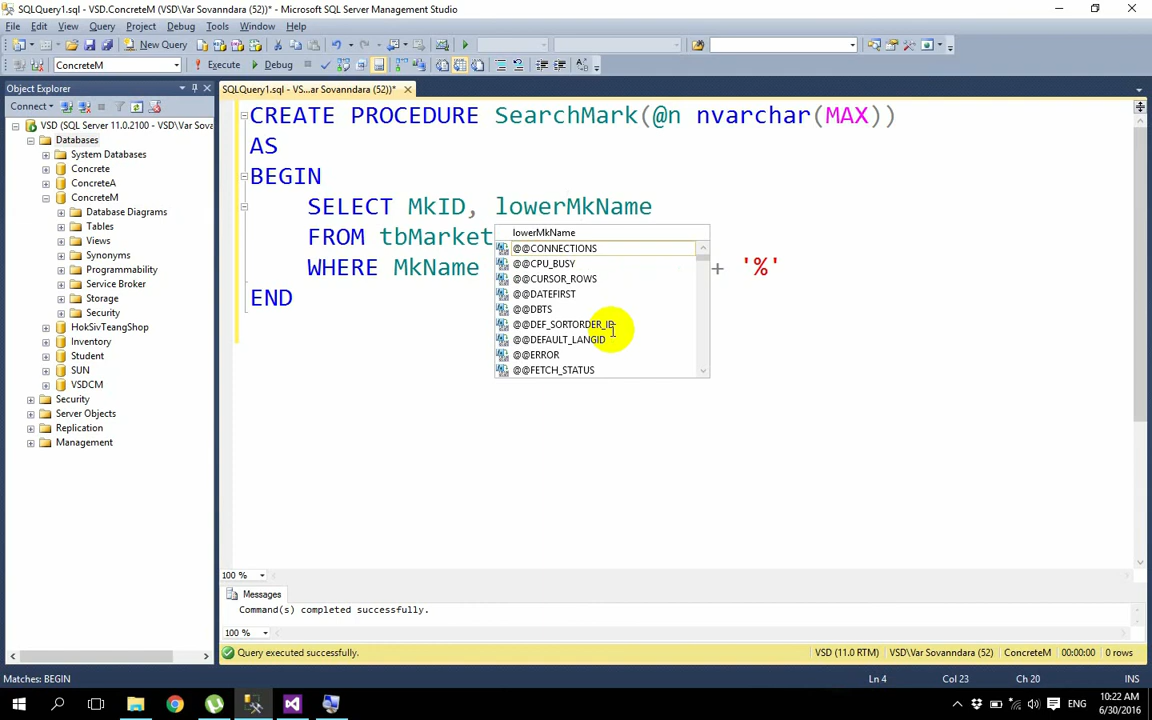 SQLQuery1.sql - VSD.ConcreteM (VSD\Var Sovanndara (52))* - Microsoft SQL Server Management Studio
File Edit View Query Project Debug Tools Window Help
New Query
ConcreteM Execute Debug
Object Explorer
SQLQuery1.sql - VS...ar Sovanndara (52))*
Connect
VSD (SQL Server 11.0.2100 - VSD\Var Sova
Databases
System Databases
Concrete
ConcreteA
ConcreteM
Database Diagrams
Tables
Views
Synonyms
Programmability
Service Broker
Storage
Security
HokSivTeangShop
Inventory
Student
SUN
VSDCM
Security
Server Objects
Replication
Management
CREATE PROCEDURE SearchMark(@n nvarchar(MAX))
AS
BEGIN
SELECT MkID, lowerMkName
FROM tbMarket
WHERE MkName + '%'
END
lowerMkName
@@CONNECTIONS
@@CPU_BUSY
@@CURSOR_ROWS
@@DATEFIRST
@@DBTS
@@DEF_SORTORDER_ID
@@DEFAULT_LANGID
@@ERROR
@@FETCH_STATUS
100 %
Messages
Command(s) completed successfully.
100 %
Query executed successfully. VSD (11.0 RTM) VSD\Var Sovanndara (52) ConcreteM 00:00:00 0 rows
Matches: BEGIN Ln 4 Col 23 Ch 20 INS
ENG
10:22 AM
6/30/2016